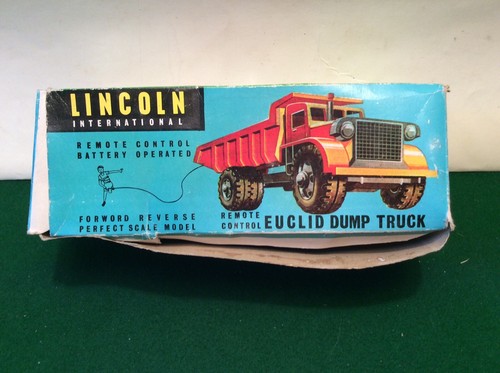 LINCOLN
INTERNATIONAL
REMOTE CONTROL
BATTERY OPERATED
FORWORD REVERSE
PERFECT SCALE MODEL
REMOTE
CONTROL
EUCLID DUMP TRUCK